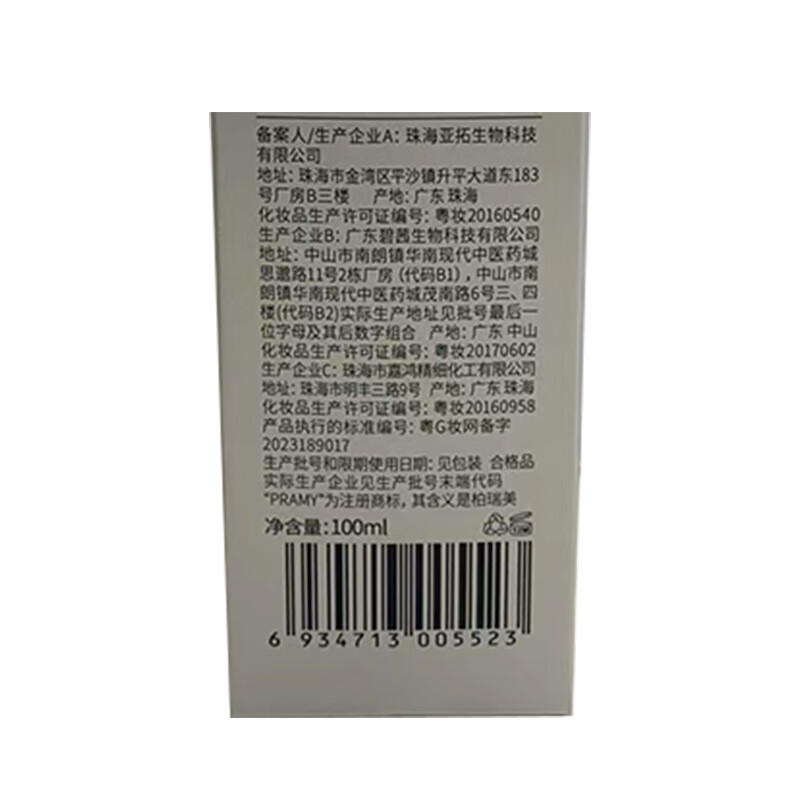 备案人/生产企业A：珠海亚拓生物科技
有限公司
地址：珠海市金湾区平沙镇升平大道东183
号厂房B三楼 产地：广东 珠海
化妆品生产许可证编号：粤妆20160540
生产企业B：广东碧茜生物科技有限公司
地址：中山市南朗镇华南现代中医药城
思邈路11号2栋厂房（代码B1），中山市南
朗镇华南现代中医药城茂南路6号三、四
楼(代码B2)实际生产地址见批号最后一
位字母及其后数字组合 产地：广东 中山
化妆品生产许可证编号：粤妆20170602
生产企业C：珠海市嘉鸿精细化工有限公司
地址：珠海市明丰三路9号 产地：广东 珠海
化妆品生产许可证编号：粤妆20160958
产品执行的标准编号：粤G妆网备字
2023189017
生产批号和限期使用日期：见包装 合格品
实际生产企业见生产批号末端代码
“PRAMY”为注册商标，其含义是柏瑞美
净含量：100ml
6 934713 005523